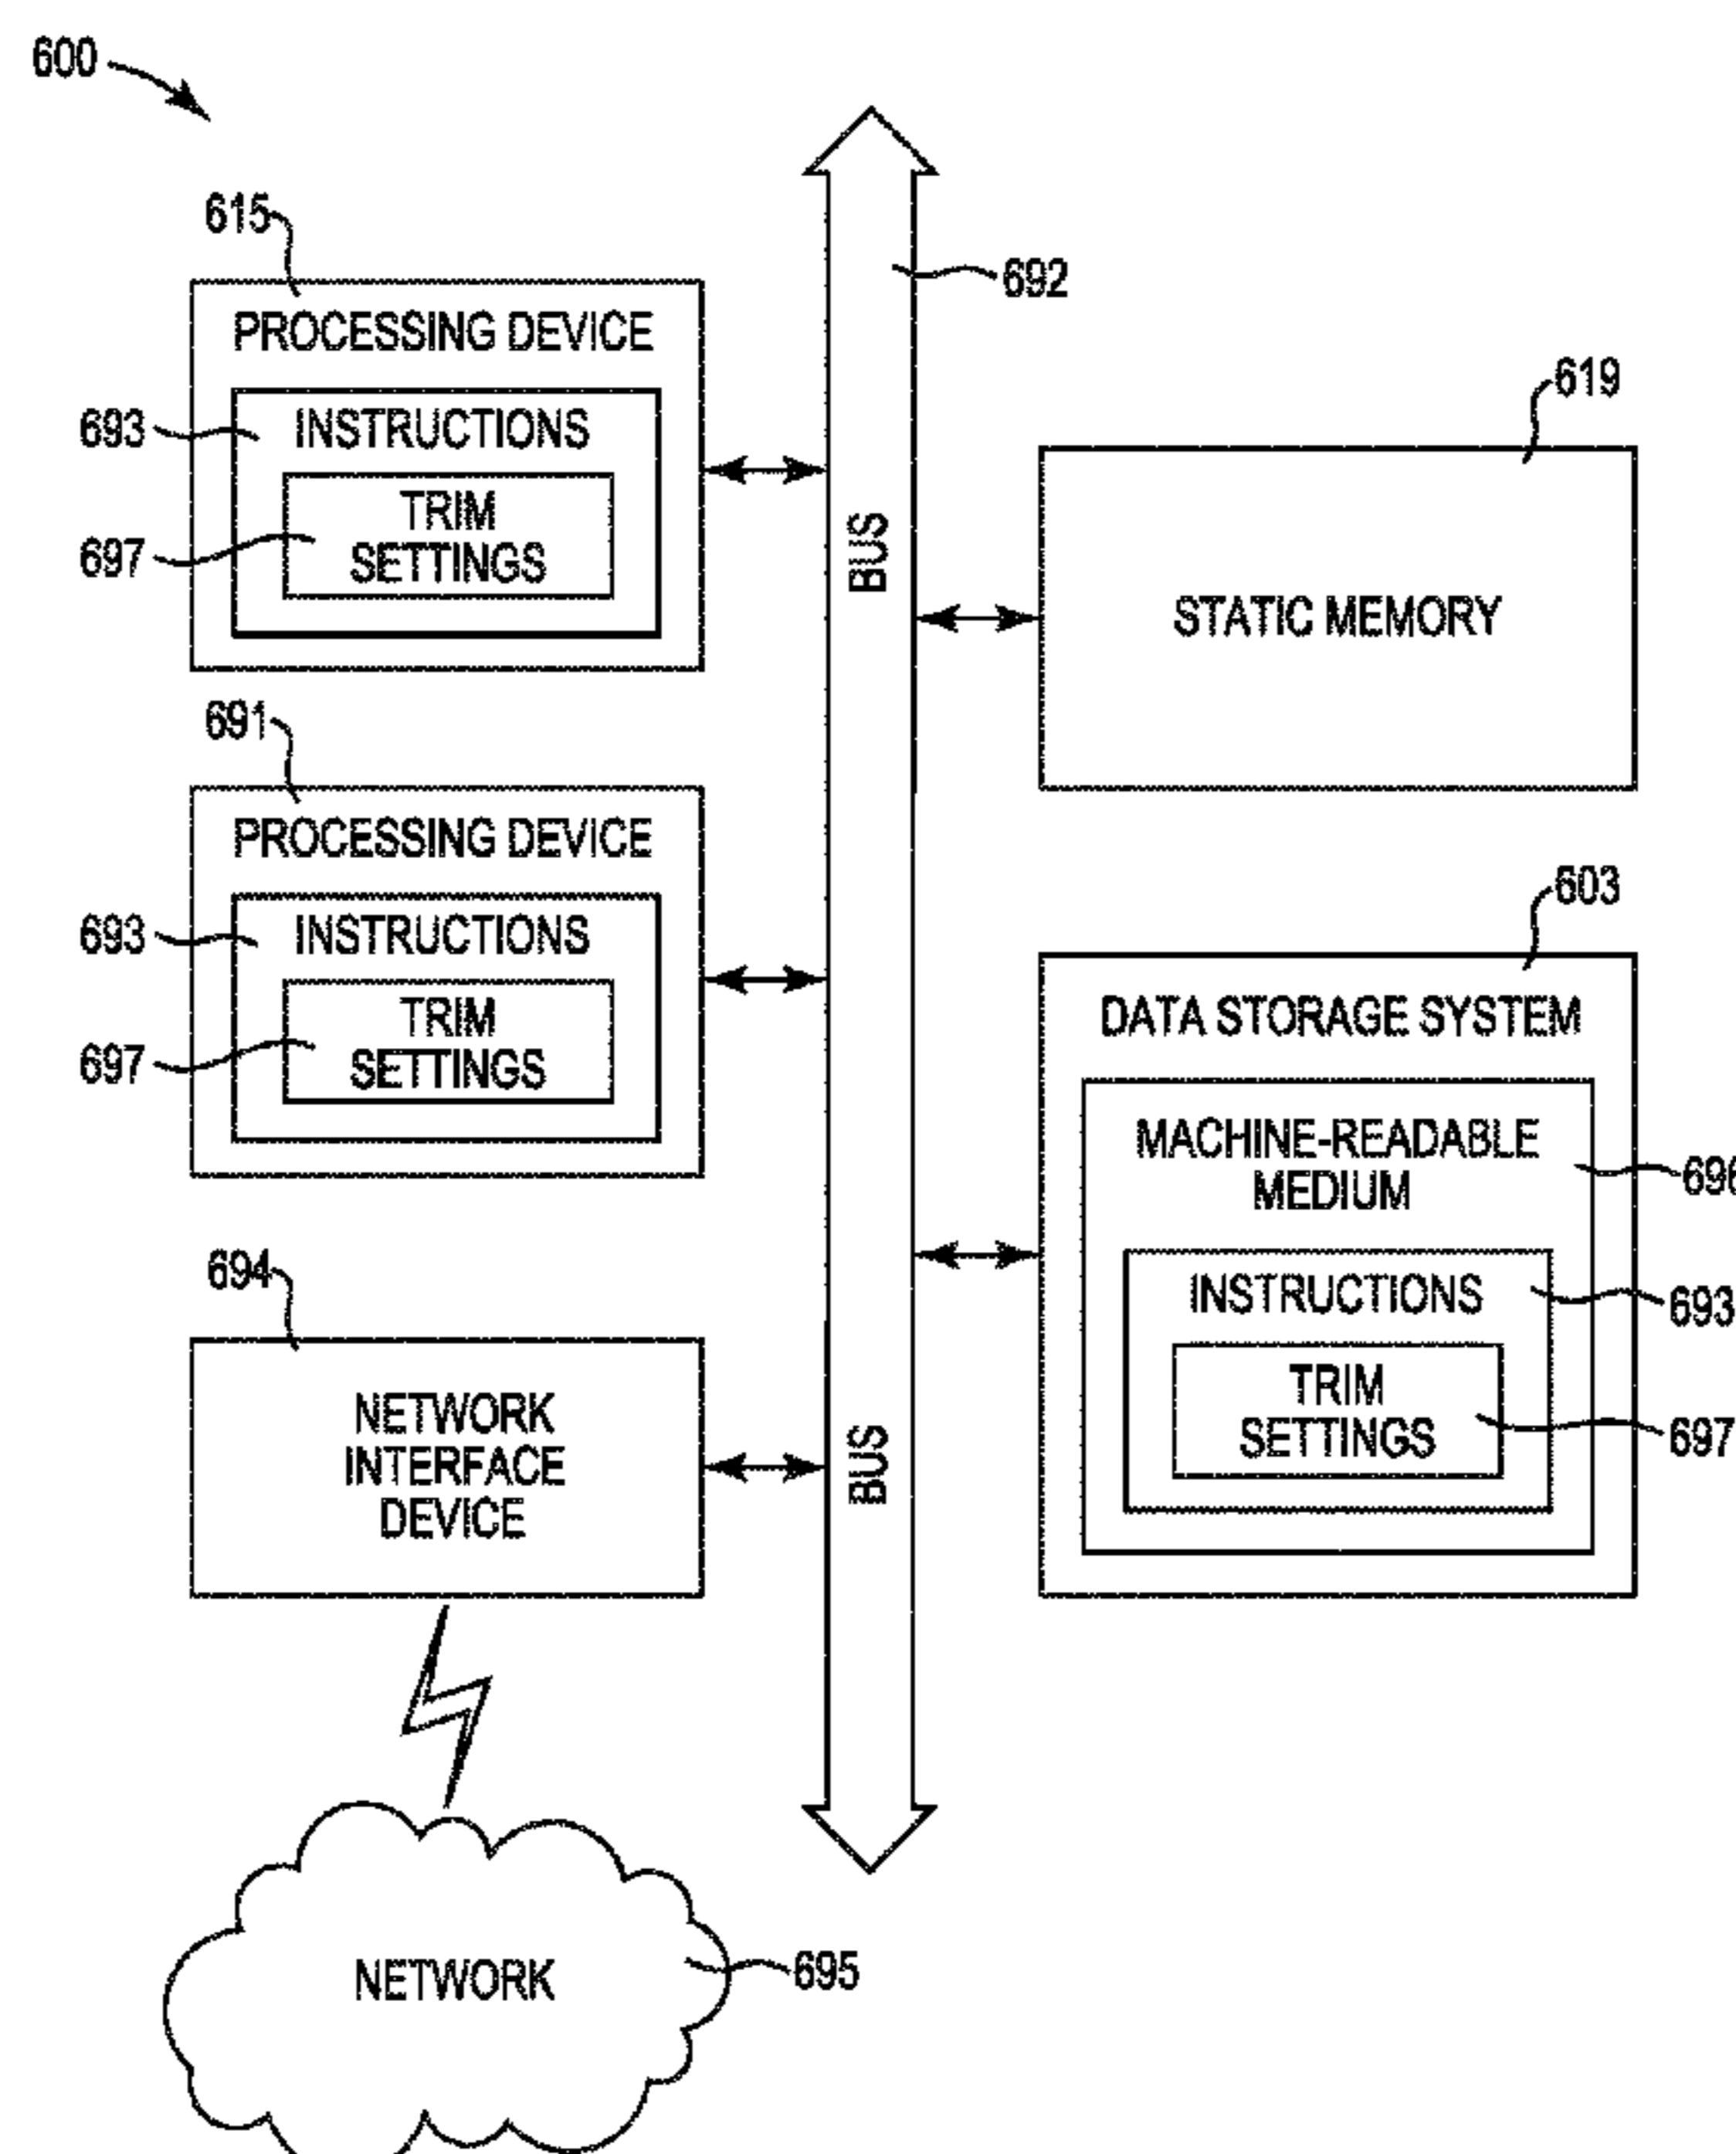 600
615
PROCESSING DEVICE
693
INSTRUCTIONS
697
TRIM
SETTINGS
691
PROCESSING DEVICE
693
INSTRUCTIONS
697
TRIM
SETTINGS
694
NETWORK
INTERFACE
DEVICE
NETWORK
695
692
BUS
BUS
619
STATIC MEMORY
603
DATA STORAGE SYSTEM
MACHINE-READABLE
MEDIUM
696
INSTRUCTIONS
693
TRIM
SETTINGS
697